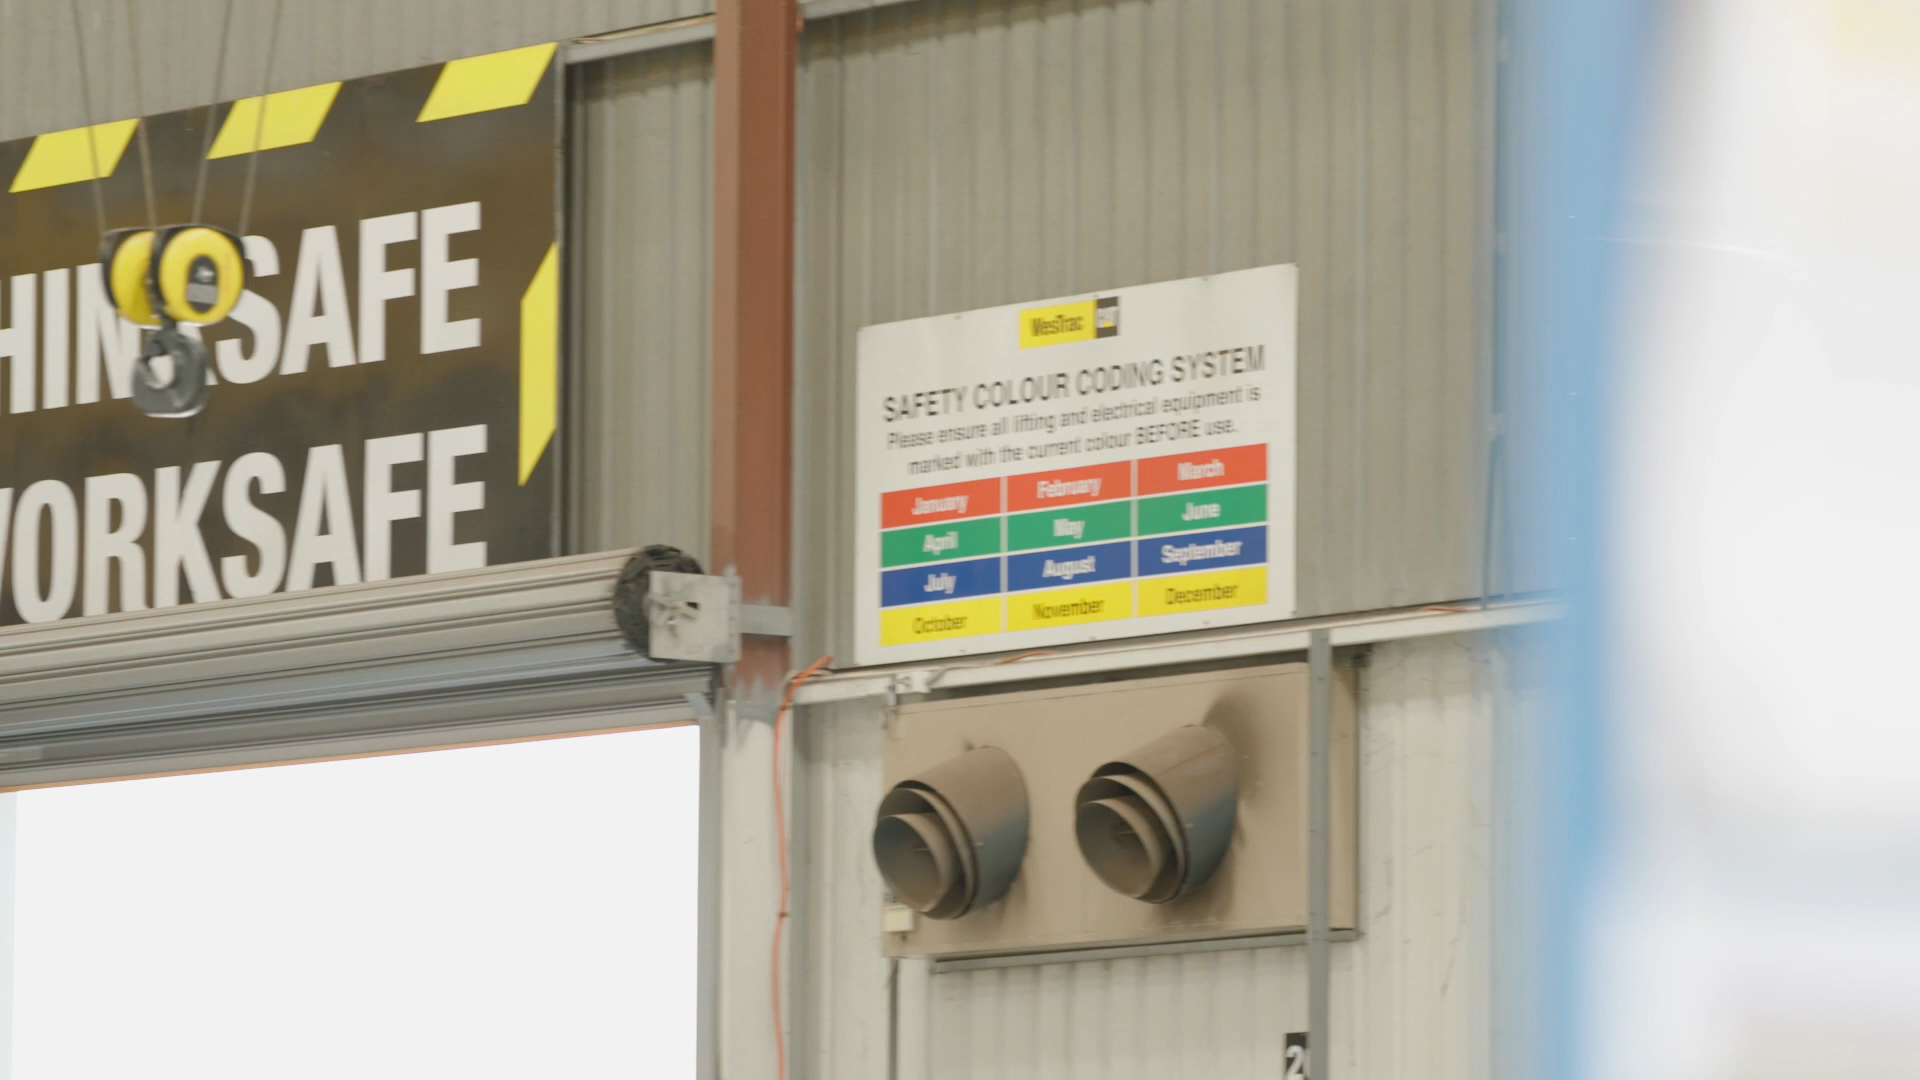 SAFE
WORKSAFE
WesTrac CAT
SAFETY COLOUR CODING SYSTEM
Please ensure all lifting and electrical equipment is
marked with the current colour BEFORE use.
January February March
April May June
July August September
October November December